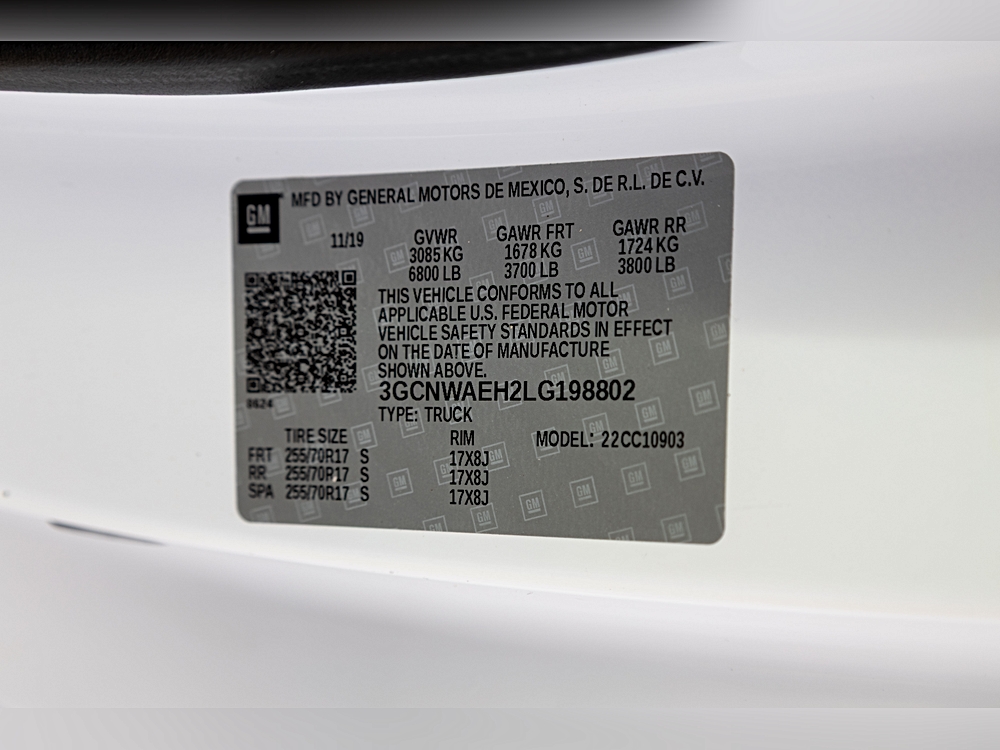 GM
MFD BY GENERAL MOTORS DE MEXICO, S. DE R.L. DE C.V.
11/19
GVWR GAWR FRT GAWR RR
3085 KG 1678 KG 1724 KG
6800 LB 3700 LB 3800 LB
THIS VEHICLE CONFORMS TO ALL
APPLICABLE U.S. FEDERAL MOTOR
VEHICLE SAFETY STANDARDS IN EFFECT
ON THE DATE OF MANUFACTURE
SHOWN ABOVE.
3GCNWAEH2LG198802
0624
TYPE: TRUCK
TIRE SIZE RIM MODEL: 22CC10903
FRT 255/70R17 S 17X8J
RR 255/70R17 S 17X8J
SPA 255/70R17 S 17X8J